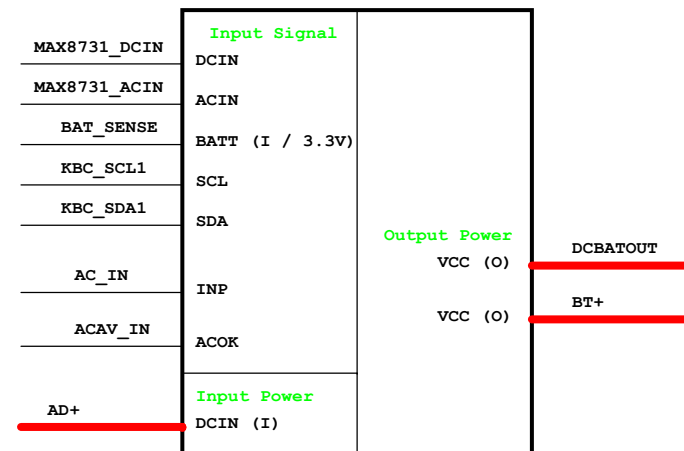 Input Signal
MAX8731_DCIN
DCIN
MAX8731_ACIN
ACIN
BAT_SENSE
BATT (I / 3.3V)
KBC_SCL1
SCL
KBC_SDA1
SDA
Output Power
DCBATOUT
VCC (O)
AC_IN
INP
BT+
VCC (O)
ACAV_IN
ACOK
Input Power
AD+
DCIN (I)